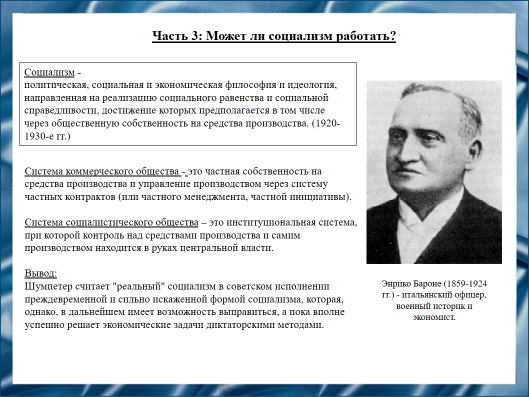 Часть 3: Может ли социализм работать?
Социализм -
политическая, социальная и экономическая философия и идеология,
направленная на реализацию социального равенства и социальной
справедливости, достижение которых предполагается в том числе
через общественную собственность на средства производства. (1920-
1930-е гг.)
Система коммерческого общества - это частная собственность на
средства производства и управление производством через систему
частных контрактов (или частного менеджмента, частной инициативы).
Система социалистического общества – это институциональная система,
при которой контроль над средствами производства и самим
производством находится в руках центральной власти.
Вывод:
Шумпетер считает "реальный" социализм в советском исполнении
преждевременной и сильно искаженной формой социализма, которая,
однако, в дальнейшем имеет возможность выправиться, а пока вполне
успешно решает экономические задачи диктаторскими методами.
Энрико Бароне (1859-1924
гг.) - итальянский офицер,
военный историк и
экономист.